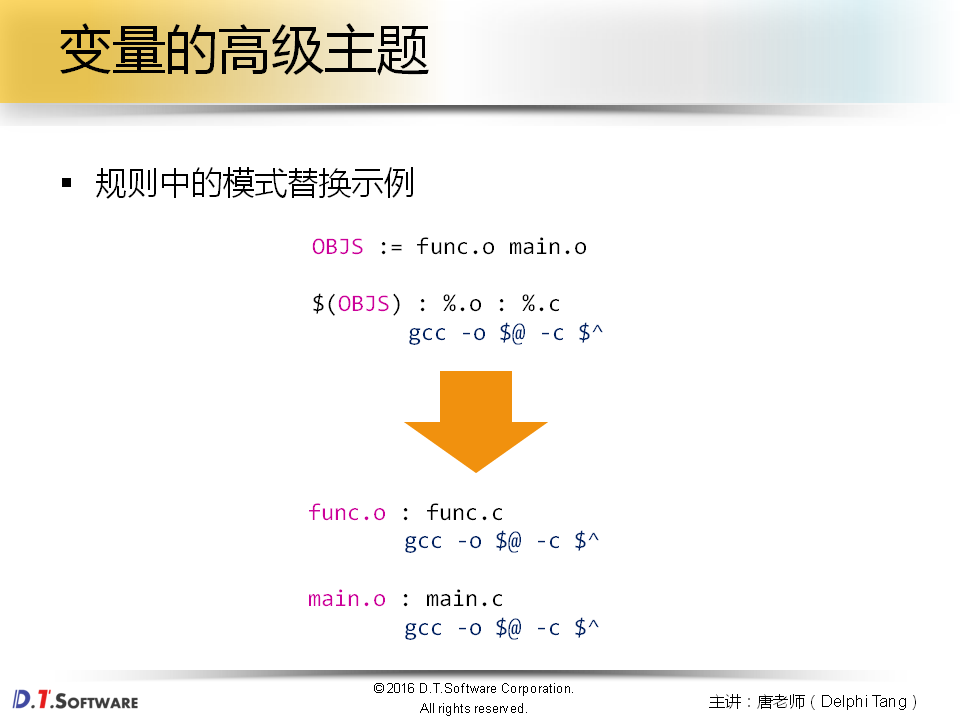 变量的高级主题
▪ 规则中的模式替换示例
OBJS := func.o main.o
$(OBJS) : %.o : %.c
gcc -o $@ -c $^
func.o : func.c
gcc -o $@ -c $^
main.o : main.c
gcc -o $@ -c $^
D.T.SOFTWARE
©2016 D.T.Software Corporation.
All rights reserved.
主讲：唐老师（Delphi Tang）